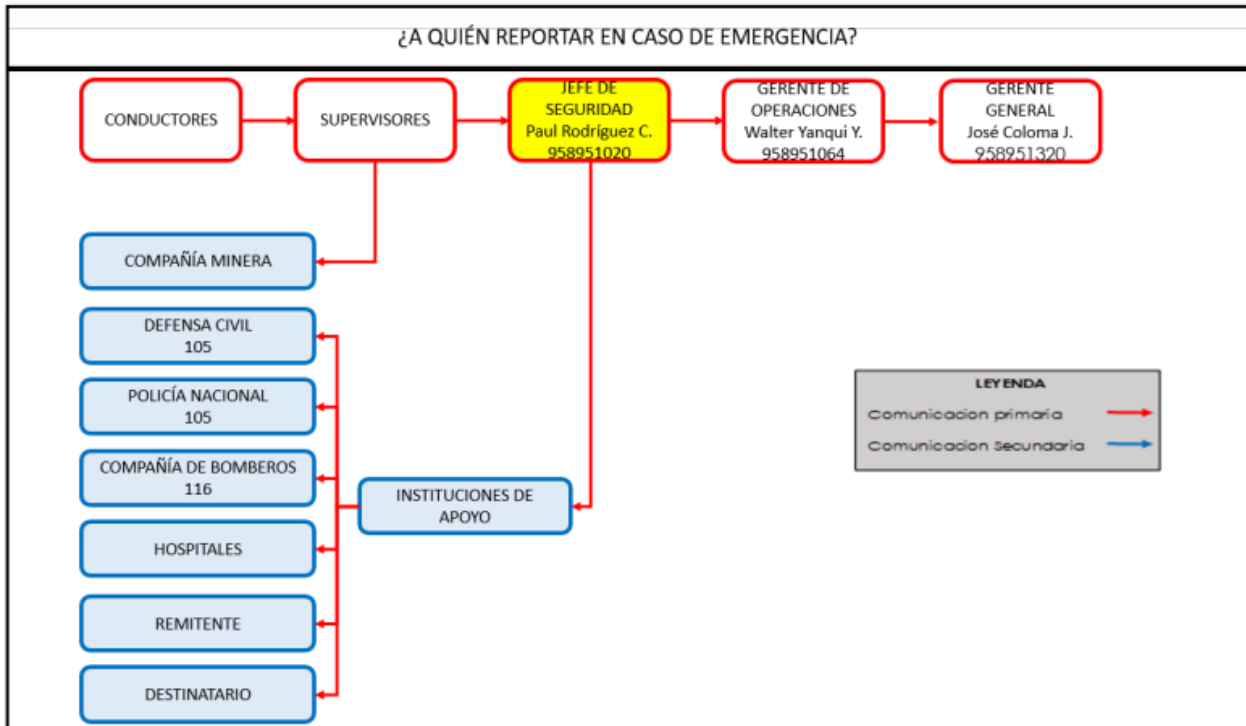 ¿A QUIÉN REPORTAR EN CASO DE EMERGENCIA?
CONDUCTORES
SUPERVISORES
JEFE DE
SEGURIDAD
Paul Rodríguez C.
958951020
GERENTE DE
OPERACIONES
Walter Yanqui Y.
958951064
GERENTE
GENERAL
José Coloma J.
958951320
COMPAÑÍA MINERA
DEFENSA CIVIL
105
POLICÍA NACIONAL
105
COMPAÑÍA DE BOMBEROS
116
HOSPITALES
REMITENTE
DESTINATARIO
INSTITUCIONES DE
APOYO
LEYENDA
Comunicacion primaria
Comunicacion Secundaria